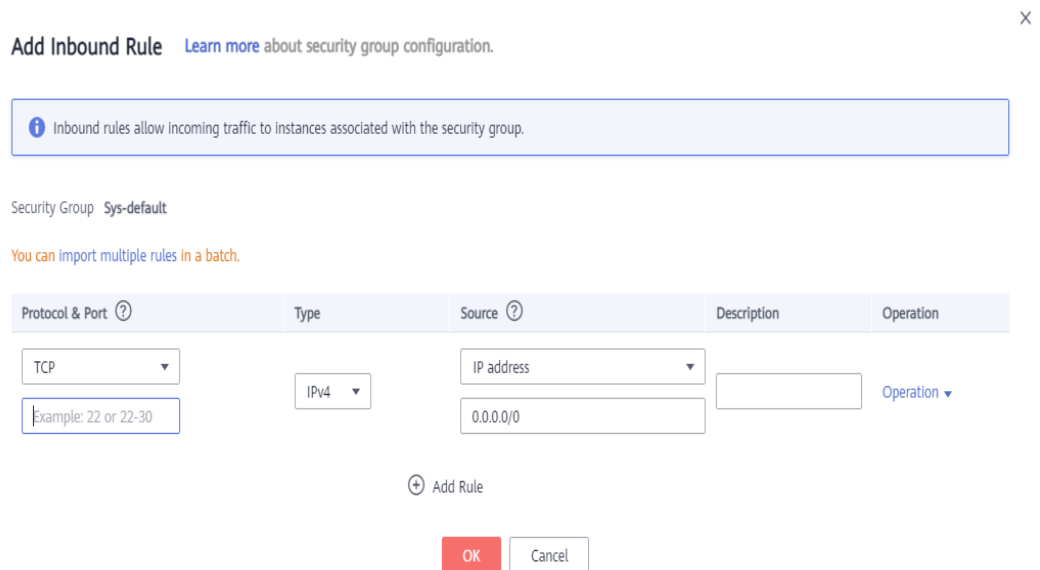 X
Add Inbound Rule Learn more about security group configuration.
Inbound rules allow incoming traffic to instances associated with the security group.
Security Group Sys-default
You can import multiple rules in a batch.
Protocol & Port ? Type Source ? Description Operation
TCP IP address
IPv4 Operation
Example: 22 or 22-30 0.0.0.0/0
Add Rule
OK Cancel